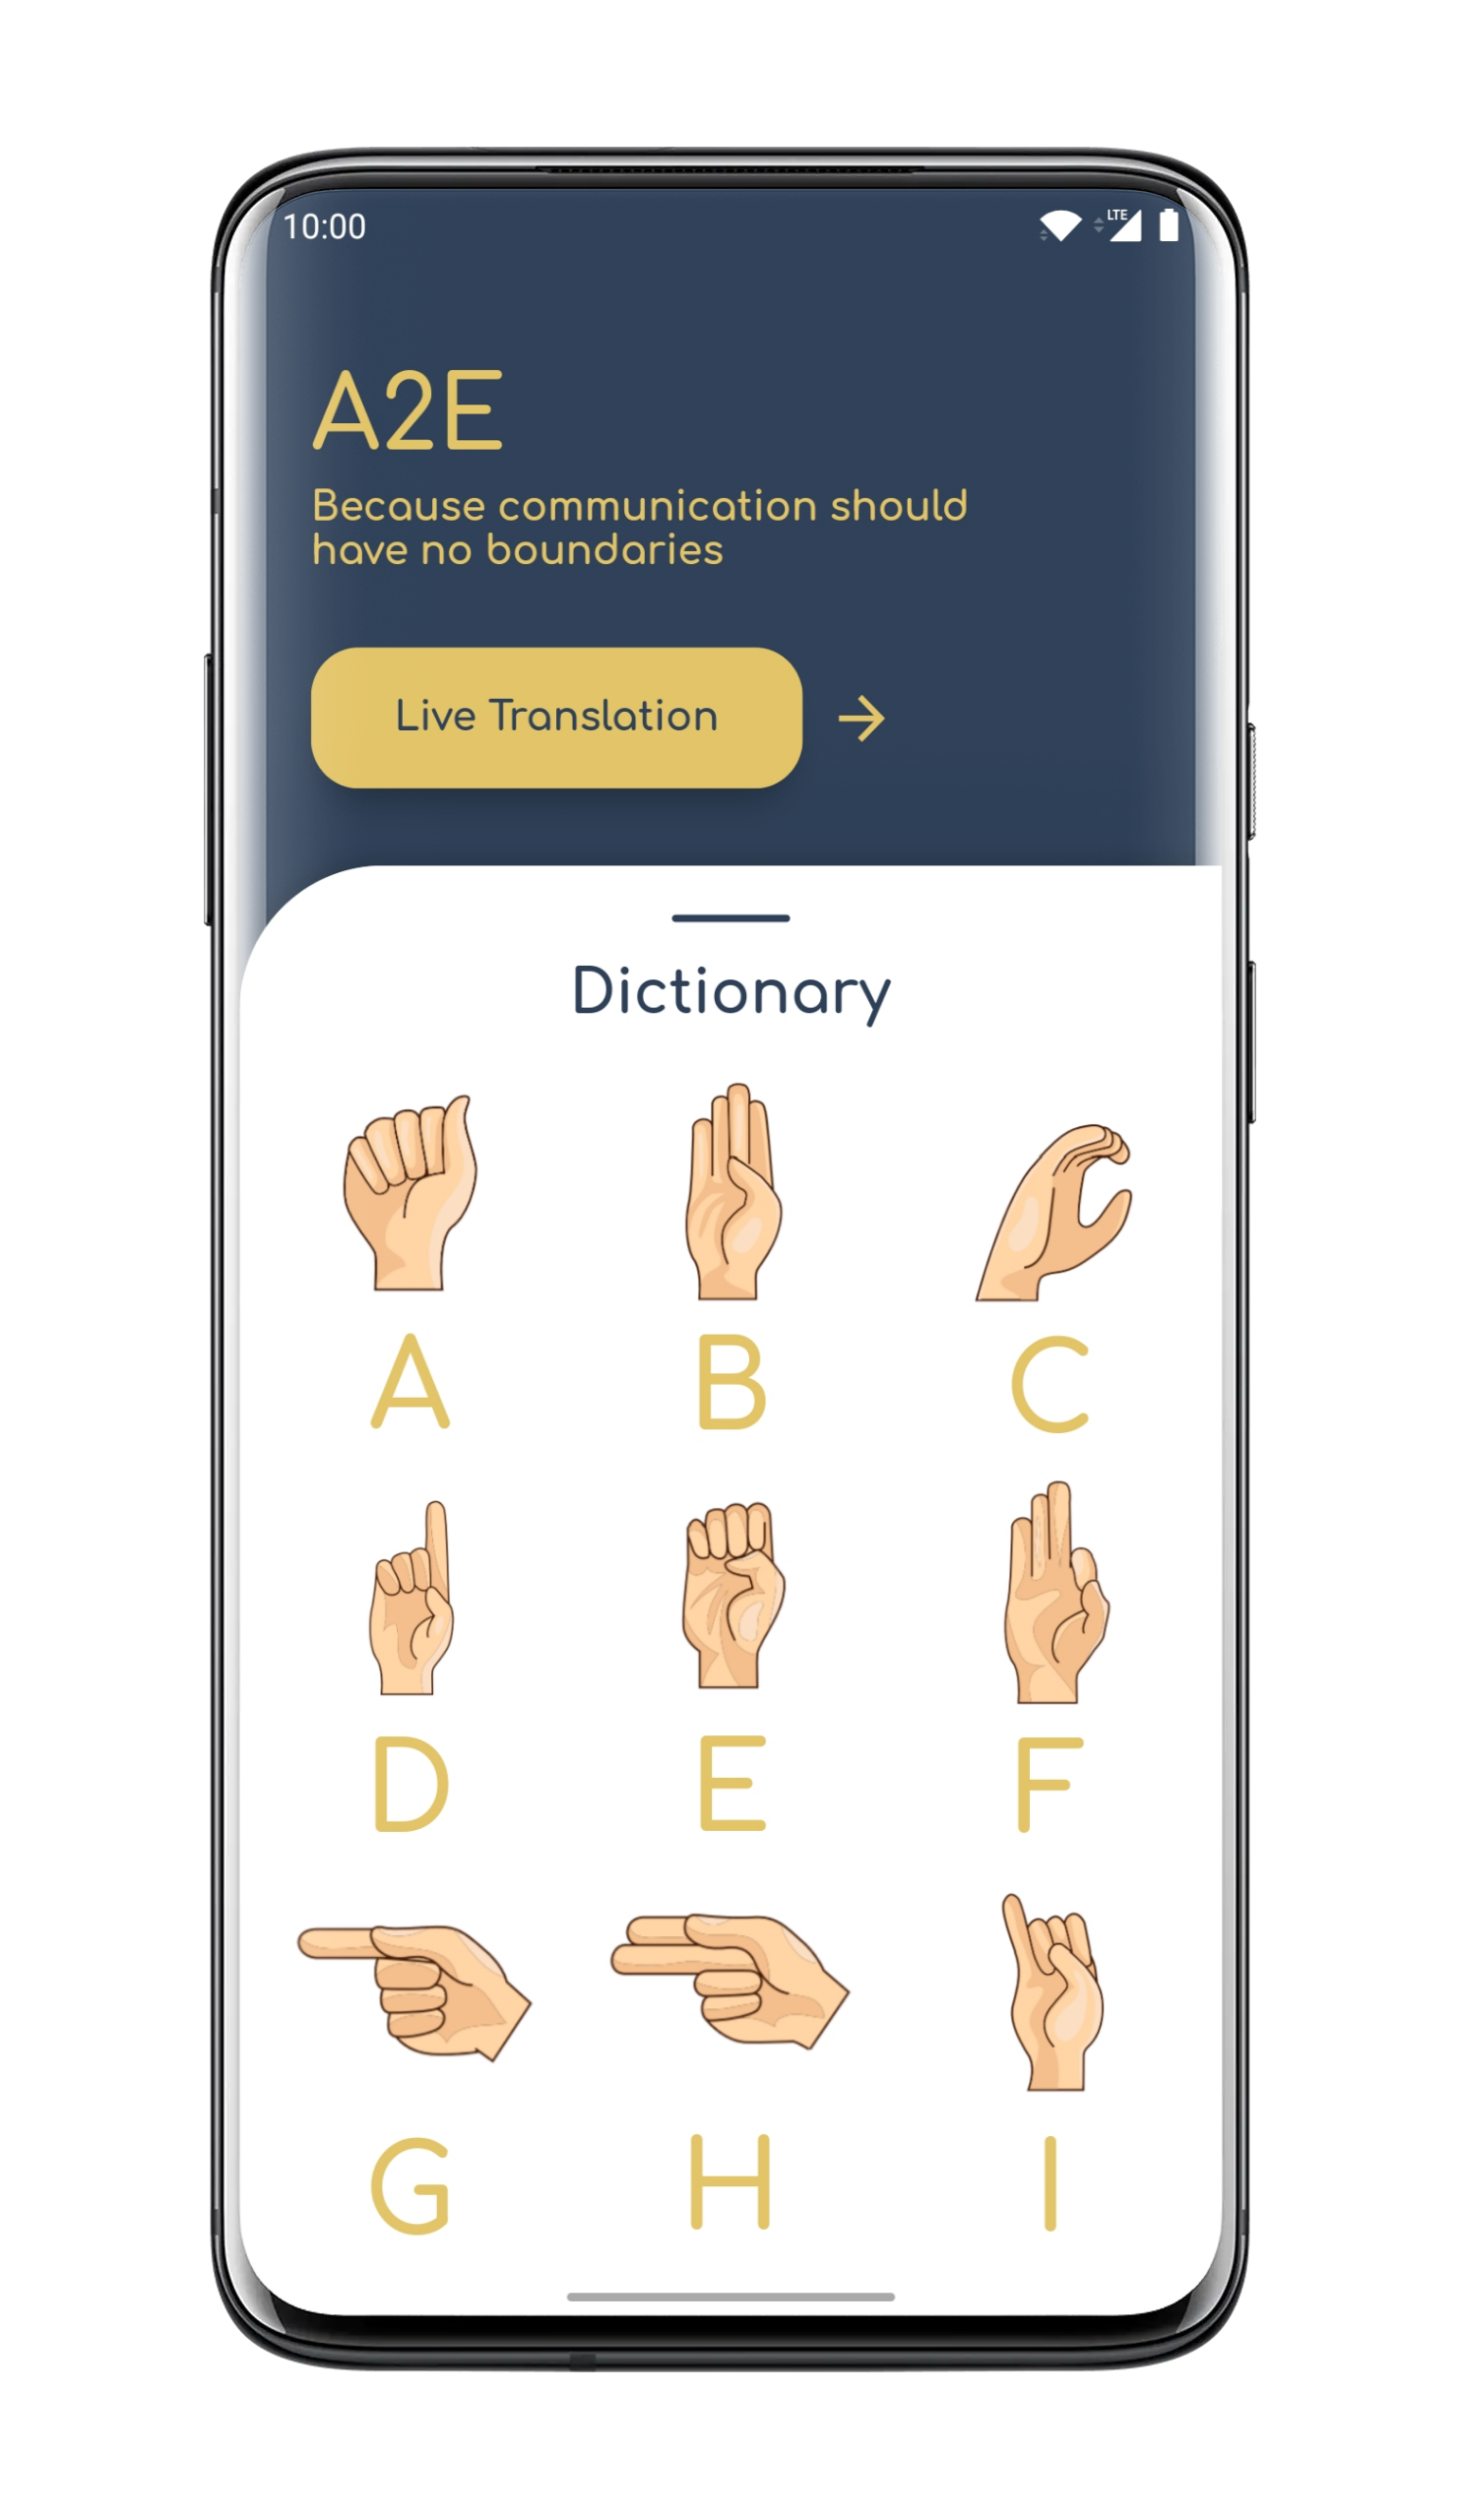 10:00
LTE
A2E
Because communication should
have no boundaries
Live Translation
Dictionary
A B C
D E F
G H I